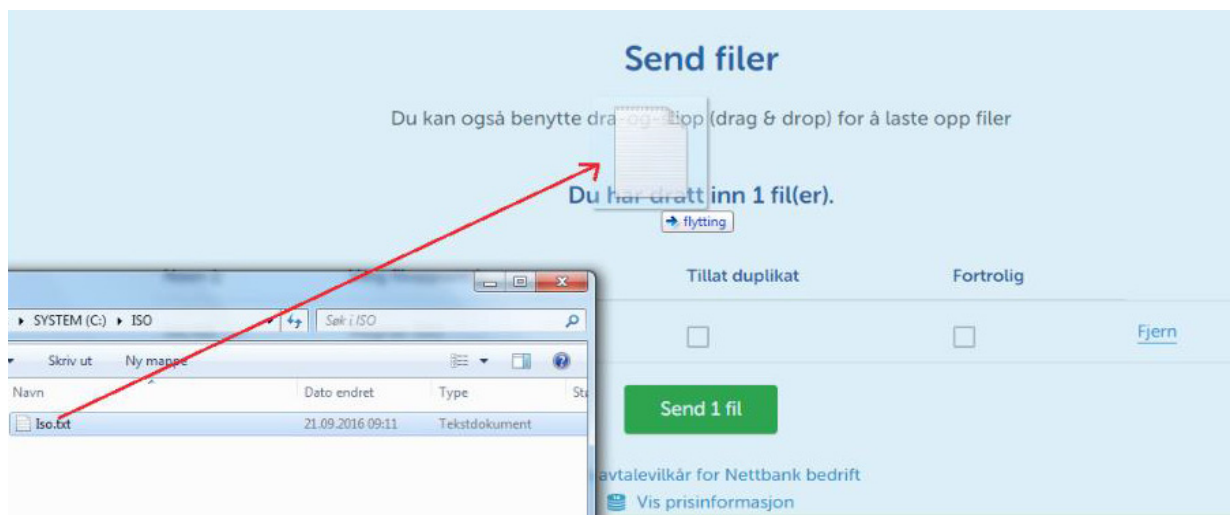 Send filer
Du kan også benytte dra-og-slipp (drag & drop) for å laste opp filer
Du har dratt inn 1 fil(er).
flytting
Tillat duplikat Fortrolig
Fjern
Send 1 fil
avtalevilkår for Nettbank bedrift
Vis prisinformasjon
SYSTEM (C:) ISO Søk i ISO
Skriv ut Ny mappe
Navn Dato endret Type
Iso.txt 21.09.2016 09:11 Tekstdokument